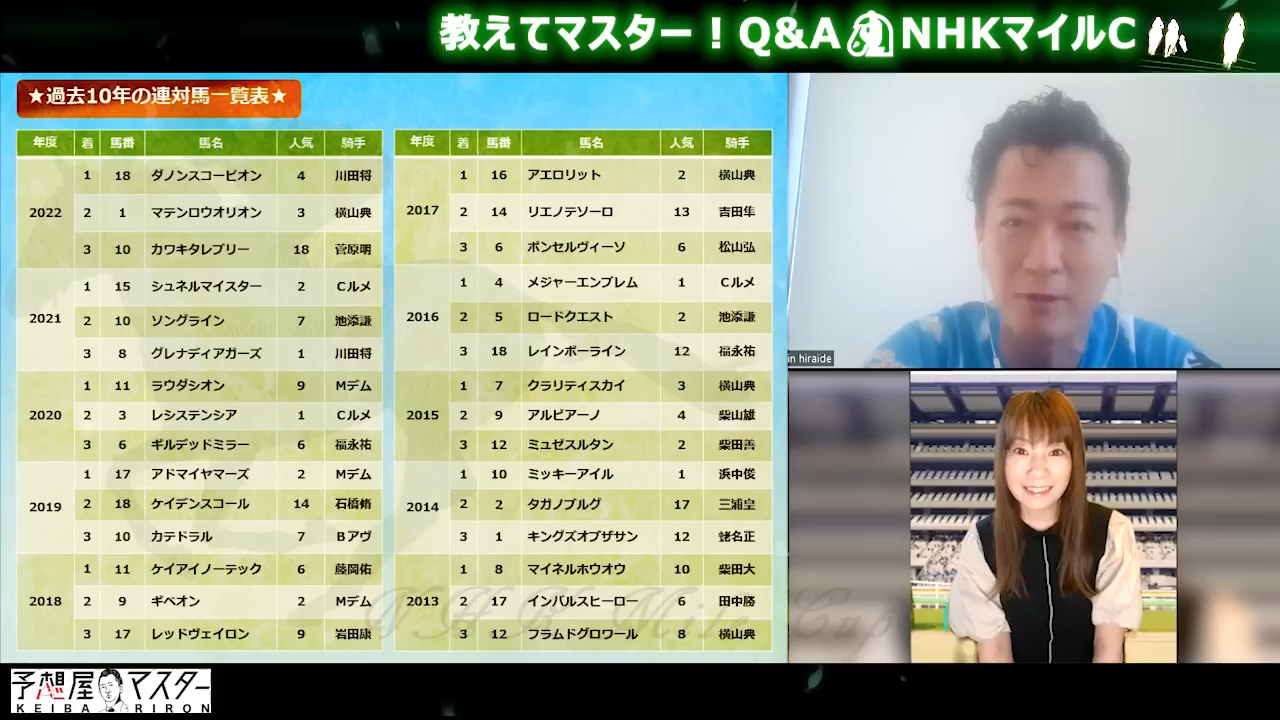 教えてマスター！Q&A NHKマイルC
★過去10年の連対馬一覧表★
年度 着 馬番 馬名 人気 騎手
2022
1 18 ダノンスコーピオン 4 川田将
2 1 マテンロウオリオン 3 横山典
3 10 カワキタレブリー 18 菅原明
2021
1 15 シュネルマイスター 2 Cルメ
2 10 ソングライン 7 池添謙
3 8 グレナディアガーズ 1 川田将
2020
1 11 ラウダシオン 9 Mデム
2 3 レシステンシア 1 Cルメ
3 6 ギルデッドミラー 6 福永祐
2019
1 17 アドマイヤマーズ 2 Mデム
2 18 ケイデンスコール 14 石橋脩
3 10 カテドラル 7 Bアヴ
2018
1 11 ケイアイノーテック 6 藤岡佑
2 9 ギベオン 2 Mデム
3 17 レッドヴェイロン 9 岩田康
年度 着 馬番 馬名 人気 騎手
2017
1 16 アエロリット 2 横山典
2 14 リエノテソーロ 13 吉田隼
3 6 ボンセルヴィーソ 6 松山弘
2016
1 4 メジャーエンブレム 1 Cルメ
2 5 ロードクエスト 2 池添謙
3 18 レインボーライン 12 福永祐
2015
1 7 クラリティスカイ 3 横山典
2 9 アルビアーノ 4 柴山雄
3 12 ミュゼスルタン 2 柴田善
2014
1 10 ミッキーアイル 1 浜中俊
2 2 タガノブルグ 17 三浦皇
3 1 キングズオブザサン 12 蛯名正
2013
1 8 マイネルホウオウ 10 柴田大
2 17 インパルスヒーロー 6 田中勝
3 12 フラムドグロワール 8 横山典
NHK Mile Cup
in hiraide
予想屋マスター
KEIBA RIRON